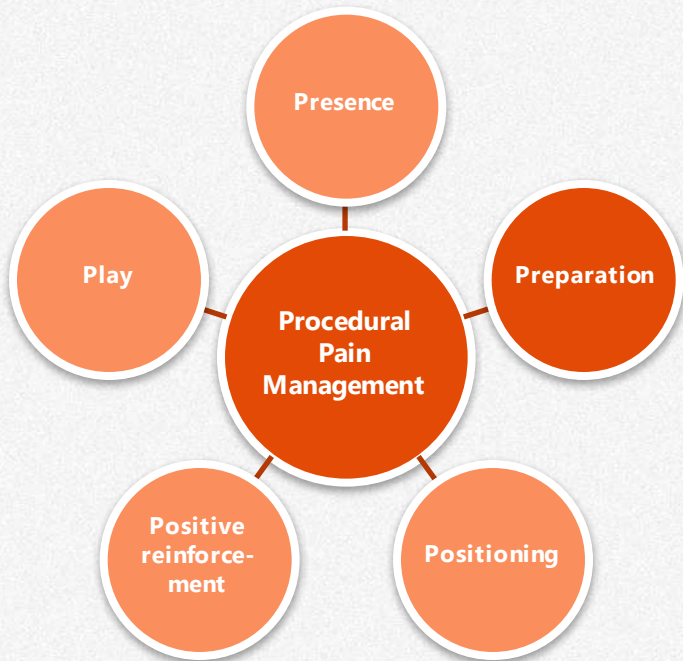 Presence
Play
Preparation
Procedural
Pain
Management
Positive
reinforce-
ment
Positioning